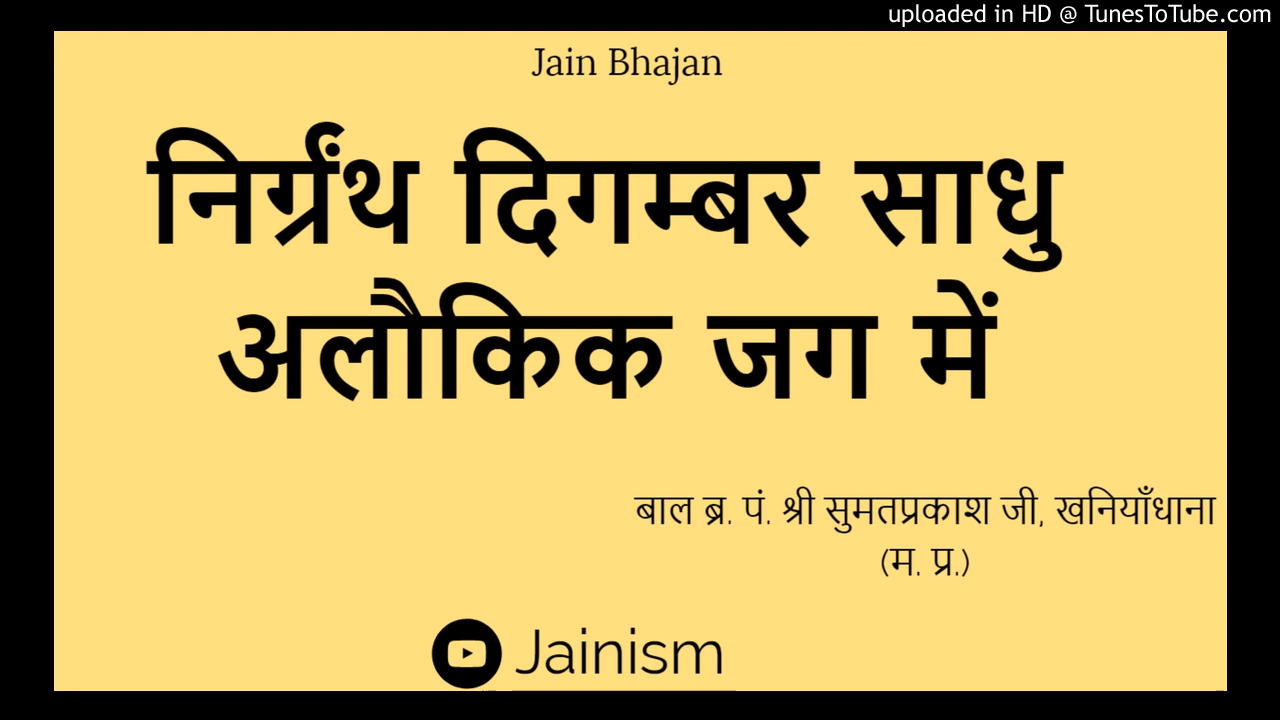 uploaded in HD @ TunesToTube.com
Jain Bhajan
निर्ग्रंथ दिगम्बर साधु
अलौकिक जग में
बाल ब्र. पं. श्री सुमतप्रकाश जी, खनियाँधाना
(म. प्र.)
Jainism